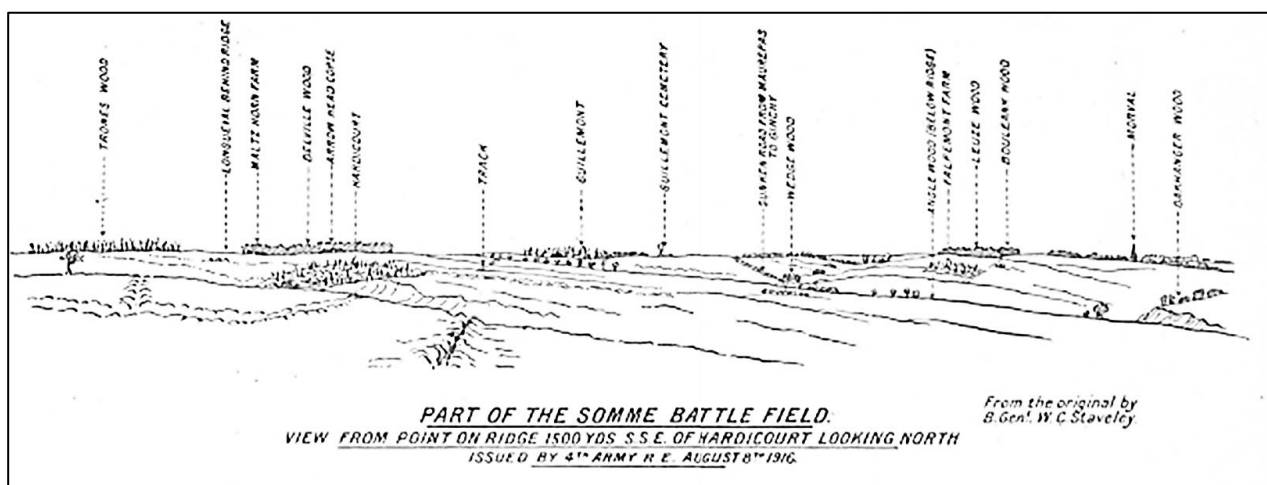 TRONES WOOD
LONGUEVAL BEHIND RIDGE
MALTZ HORN FARM
DELVILLE WOOD
ARROW HEAD COPSE
HARDICOURT
TRACK
GUILLEMONT
GUILLEMONT CEMETERY
SUNKEN ROAD FROM MAUREPAS
TO GINCHY
WEDGE WOOD
ANGLE WOOD (BELOW RIDGE)
FALFEMONT FARM
LEUZE WOOD
BOULEAUX WOOD
MORVAL
OAKHANGER WOOD
PART OF THE SOMME BATTLE FIELD.
VIEW FROM POINT ON RIDGE 1500 YDS S.S.E. OF HARDICOURT LOOKING NORTH
ISSUED BY 4TH ARMY R.E. AUGUST 8TH 1916.
From the original by
B. Genl. W. C. Staveley.